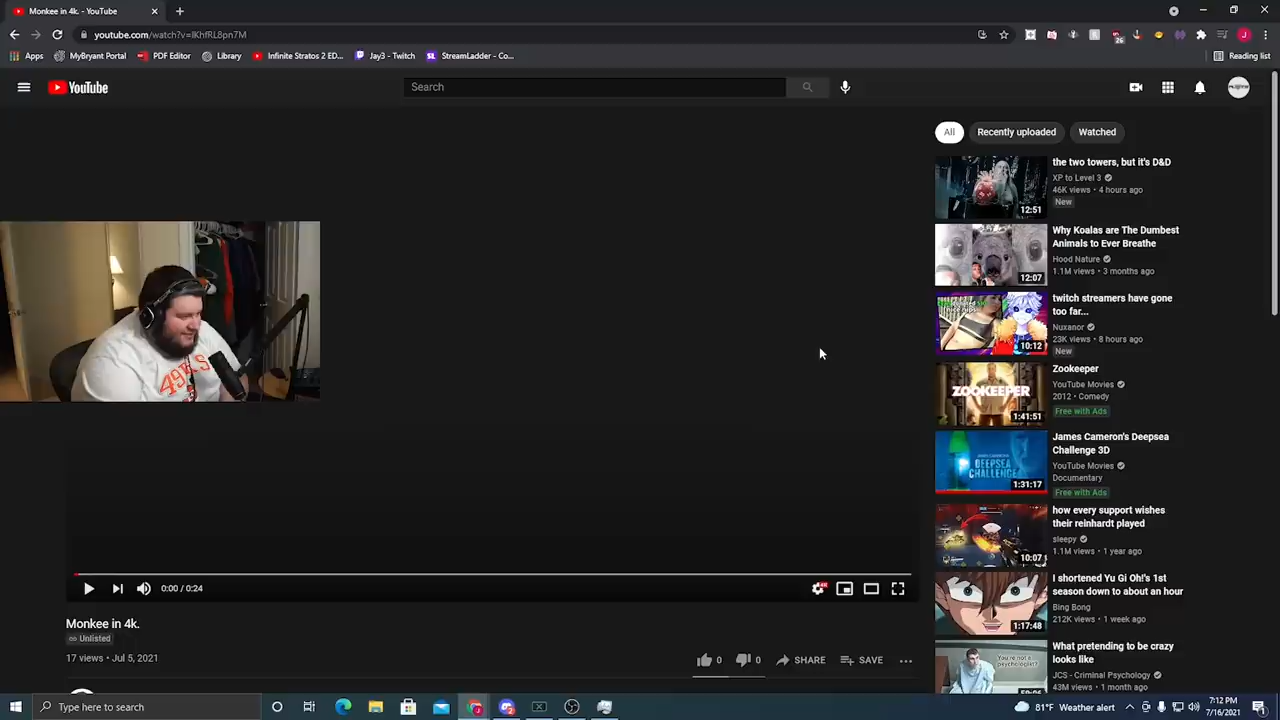 Monkee in 4k. - YouTube
youtube.com/watch?v=lKhfRL8pn7M
Apps
MyBryant Portal
PDF Editor
Library
Infinite Stratos 2 ED...
Jay3 - Twitch
StreamLadder - Co...
Reading list
YouTube
Search
All
Recently uploaded
Watched
the two towers, but it's D&D
XP to Level 3
46K views • 4 hours ago
New
12:51
Why Koalas are The Dumbest
Animals to Ever Breathe
Hood Nature
1.1M views • 3 months ago
12:07
twitch streamers have gone
too far...
Nuxanor
23K views • 8 hours ago
New
10:12
Zookeeper
YouTube Movies
2012 • Comedy
Free with Ads
ZOOKEEPER
1:41:51
James Cameron's Deepsea
Challenge 3D
YouTube Movies
Documentary
Free with Ads
DEEPSEA
CHALLENGE
1:31:17
how every support wishes
their reinhardt played
sleepy
1.1M views • 1 year ago
10:07
I shortened Yu Gi Oh!'s 1st
season down to about an hour
Bing Bong
212K views • 1 week ago
1:17:48
What pretending to be crazy
looks like
JCS - Criminal Psychology
43M views • 1 month ago
You're not a
psychologist?
49ERS
0:00 / 0:24
Monkee in 4k.
Unlisted
17 views • Jul 5, 2021
0
0
SHARE
SAVE
Type here to search
81°F Weather alert
7:12 PM
7/16/2021